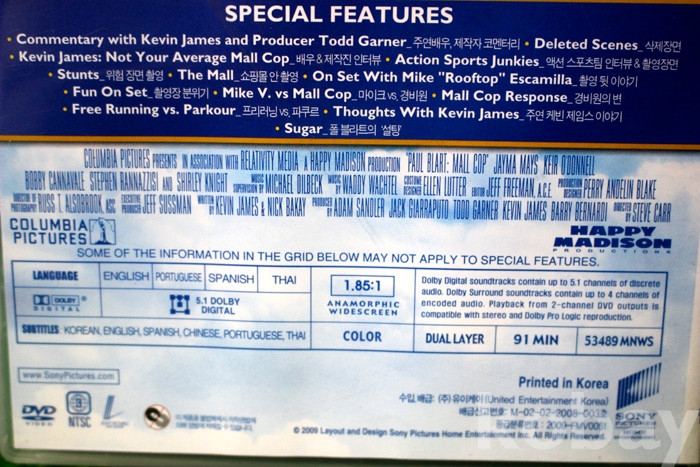 SPECIAL FEATURES
• Commentary with Kevin James and Producer Todd Garner_주연배우, 제작자 코멘터리 • Deleted Scenes_삭제장면
• Kevin James: Not Your Average Mall Cop_배우 & 제작진 인터뷰 • Action Sports Junkies_액션 스포츠팀 인터뷰 & 촬영장면
• Stunts_위험 장면 촬영 • The Mall_쇼핑몰 안 촬영 • On Set With Mike "Rooftop" Escamilla_촬영 뒷 이야기
• Fun On Set_촬영장 분위기 • Mike V. vs Mall Cop_마이크 vs. 경비원 • Mall Cop Response_경비원의 변
• Free Running vs. Parkour_프리러닝 vs. 파쿠르 • Thoughts With Kevin James_주연 케빈 제임스 이야기
• Sugar_폴 블라트의 '설탕'
COLUMBIA PICTURES PRESENTS IN ASSOCIATION WITH RELATIVITY MEDIA A HAPPY MADISON PRODUCTION "PAUL BLART: MALL COP" JAYMA MAYS KEIR O'DONNELL
BOBBY CANNAVALE STEPHEN RANNAZZISI AND SHIRLEY KNIGHT MUSIC SUPERVISION BY MICHAEL DILBECK MUSIC BY WADDY WACHTEL COSTUME DESIGNER ELLEN LUTTER EDITOR JEFF FREEMAN, A.C.E. PRODUCTION DESIGNER PERRY ANDELIN BLAKE
DIRECTOR OF PHOTOGRAPHY RUSS T. ALSOBROOK, ASC EXECUTIVE PRODUCER JEFF SUSSMAN WRITTEN BY KEVIN JAMES & NICK BAKAY PRODUCED BY ADAM SANDLER JACK GIARRAPUTO TODD GARNER KEVIN JAMES BARRY BERNARDI DIRECTED BY STEVE CARR
COLUMBIA PICTURES
HAPPY MADISON
PRODUCTIONS
SOME OF THE INFORMATION IN THE GRID BELOW MAY NOT APPLY TO SPECIAL FEATURES.
LANGUAGE ENGLISH PORTUGUESE SPANISH THAI
DOLBY DIGITAL
5.1 DOLBY DIGITAL
1.85:1
ANAMORPHIC WIDESCREEN
Dolby Digital soundtracks contain up to 5.1 channels of discrete
audio. Dolby Surround soundtracks contain up to 4 channels of
encoded audio. Playback from 2-channel DVD outputs is
compatible with stereo and Dolby Pro Logic reproduction.
SUBTITLES KOREAN, ENGLISH, SPANISH, CHINESE, PORTUGUESE, THAI
COLOR
DUAL LAYER
91 MIN
53489 MNWS
www.SonyPictures.com
Printed in Korea
수입, 배급: (주)유이케이 (United Entertainment Korea)
배급신고번호: M-02-02-2008-003호
등급분류번호: 2009-FMV005
DVD VIDEO
3
NTSC
© 2009 Layout and Design Sony Pictures Home Entertainment Inc. All Rights Reserved.
SONY PICTURES